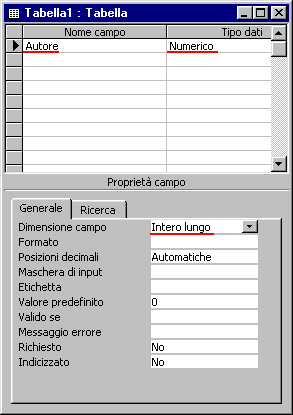 Tabella1 : Tabella
Nome campo Tipo dati
Autore Numerico
Proprietà campo
Generale Ricerca
Dimensione campo Intero lungo
Formato
Posizioni decimali Automatiche
Maschera di input
Etichetta
Valore predefinito 0
Valido se
Messaggio errore
Richiesto No
Indicizzato No